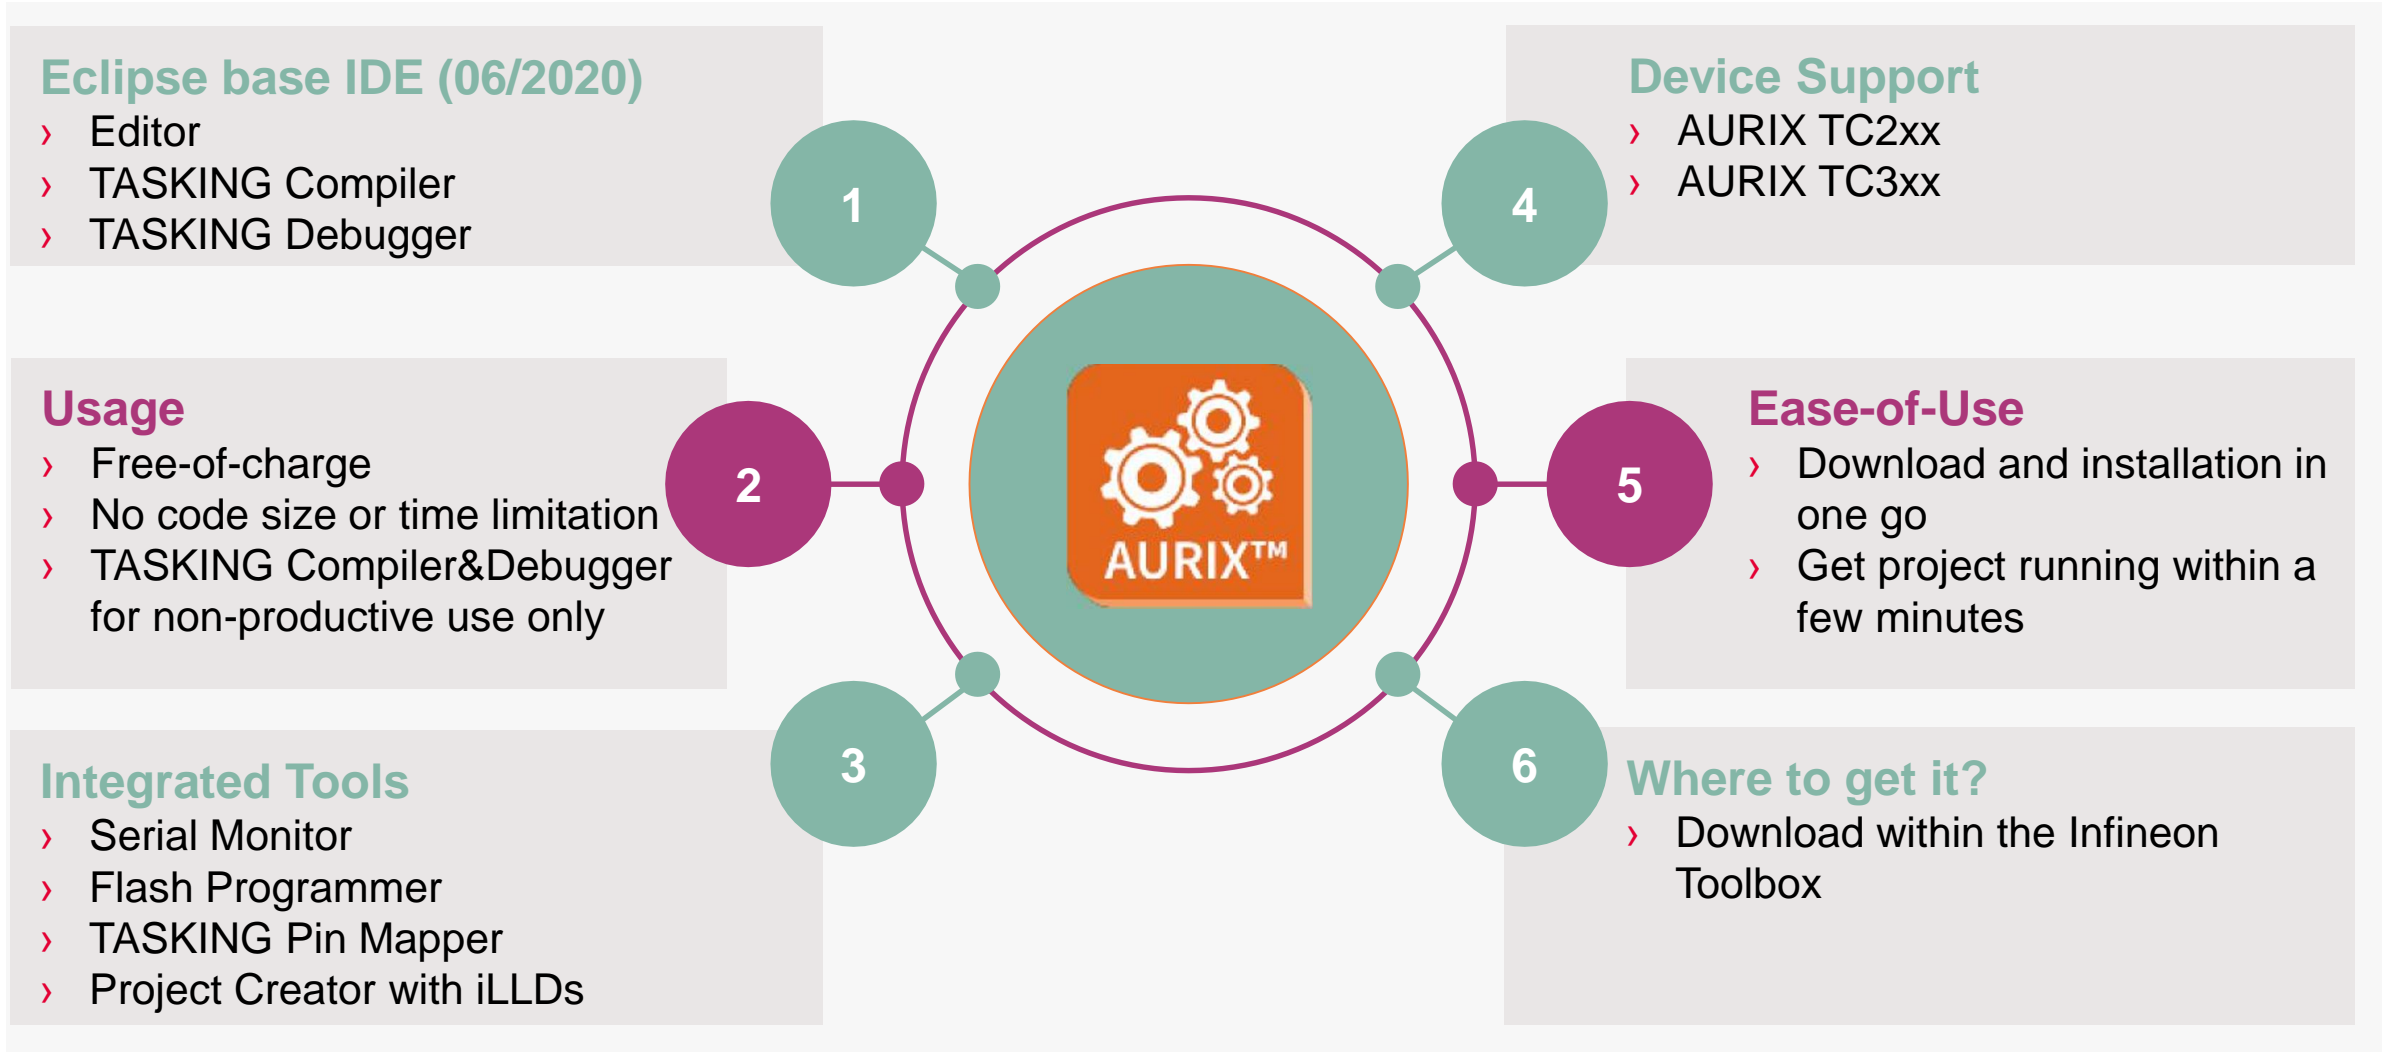 Eclipse base IDE (06/2020)
› Editor
› TASKING Compiler
› TASKING Debugger
1
Usage
› Free-of-charge
› No code size or time limitation
› TASKING Compiler&Debugger
for non-productive use only
2
Integrated Tools
› Serial Monitor
› Flash Programmer
› TASKING Pin Mapper
› Project Creator with iLLDs
3
AURIX™
4
Device Support
› AURIX TC2xx
› AURIX TC3xx
5
Ease-of-Use
› Download and installation in
one go
› Get project running within a
few minutes
6
Where to get it?
› Download within the Infineon
Toolbox